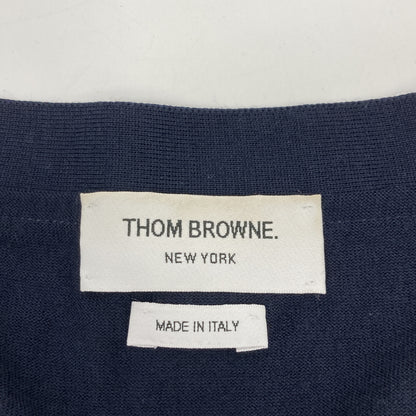 THOM BROWNE.
NEW YORK
MADE IN ITALY